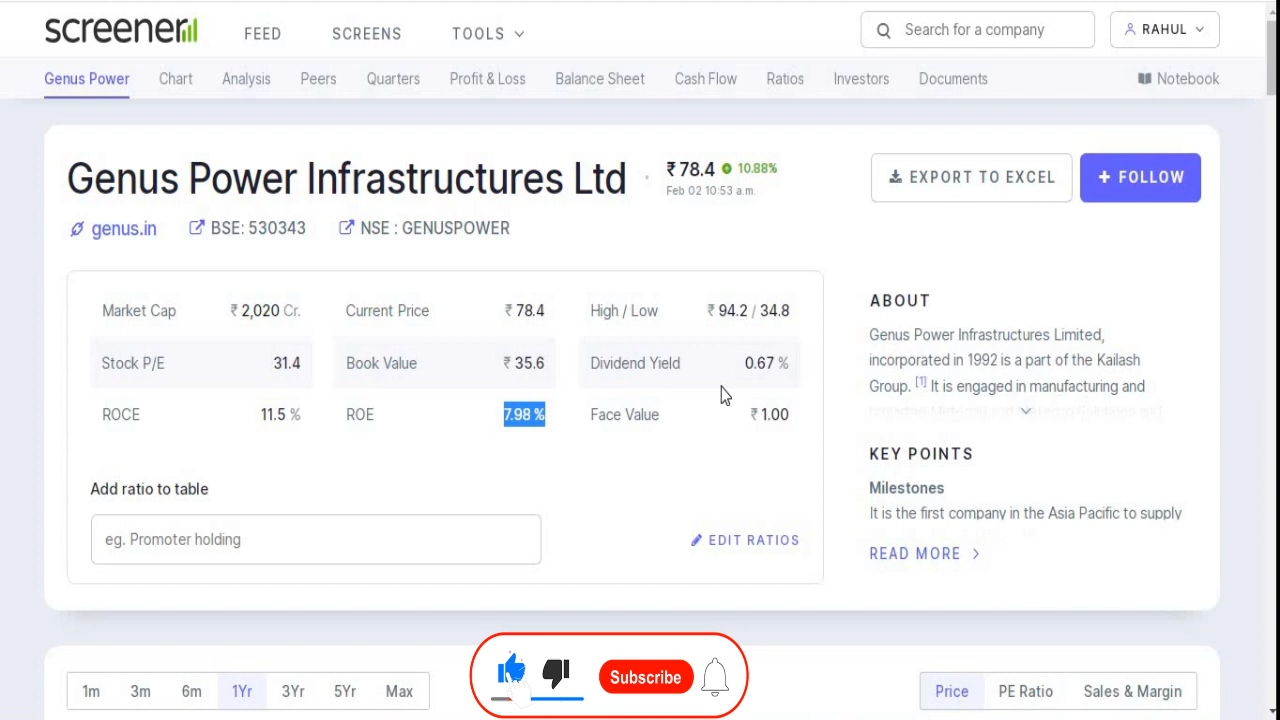 screener
FEED SCREENS TOOLS
Search for a company
RAHUL
Genus Power Chart Analysis Peers Quarters Profit & Loss Balance Sheet Cash Flow Ratios Investors Documents Notebook
Genus Power Infrastructures Ltd
₹ 78.4 10.88%
Feb 02 10:53 a.m.
EXPORT TO EXCEL
+ FOLLOW
genus.in BSE: 530343 NSE : GENUSPOWER
Market Cap ₹ 2,020 Cr. Current Price ₹ 78.4 High / Low ₹ 94.2 / 34.8
Stock P/E 31.4 Book Value ₹ 35.6 Dividend Yield 0.67 %
ROCE 11.5 % ROE 7.98 % Face Value ₹ 1.00
Add ratio to table
eg. Promoter holding
EDIT RATIOS
ABOUT
Genus Power Infrastructures Limited,
incorporated in 1992 is a part of the Kailash
Group. [1] It is engaged in manufacturing and
KEY POINTS
Milestones
It is the first company in the Asia Pacific to supply
READ MORE
1m 3m 6m 1Yr 3Yr 5Yr Max
Subscribe
Price PE Ratio Sales & Margin